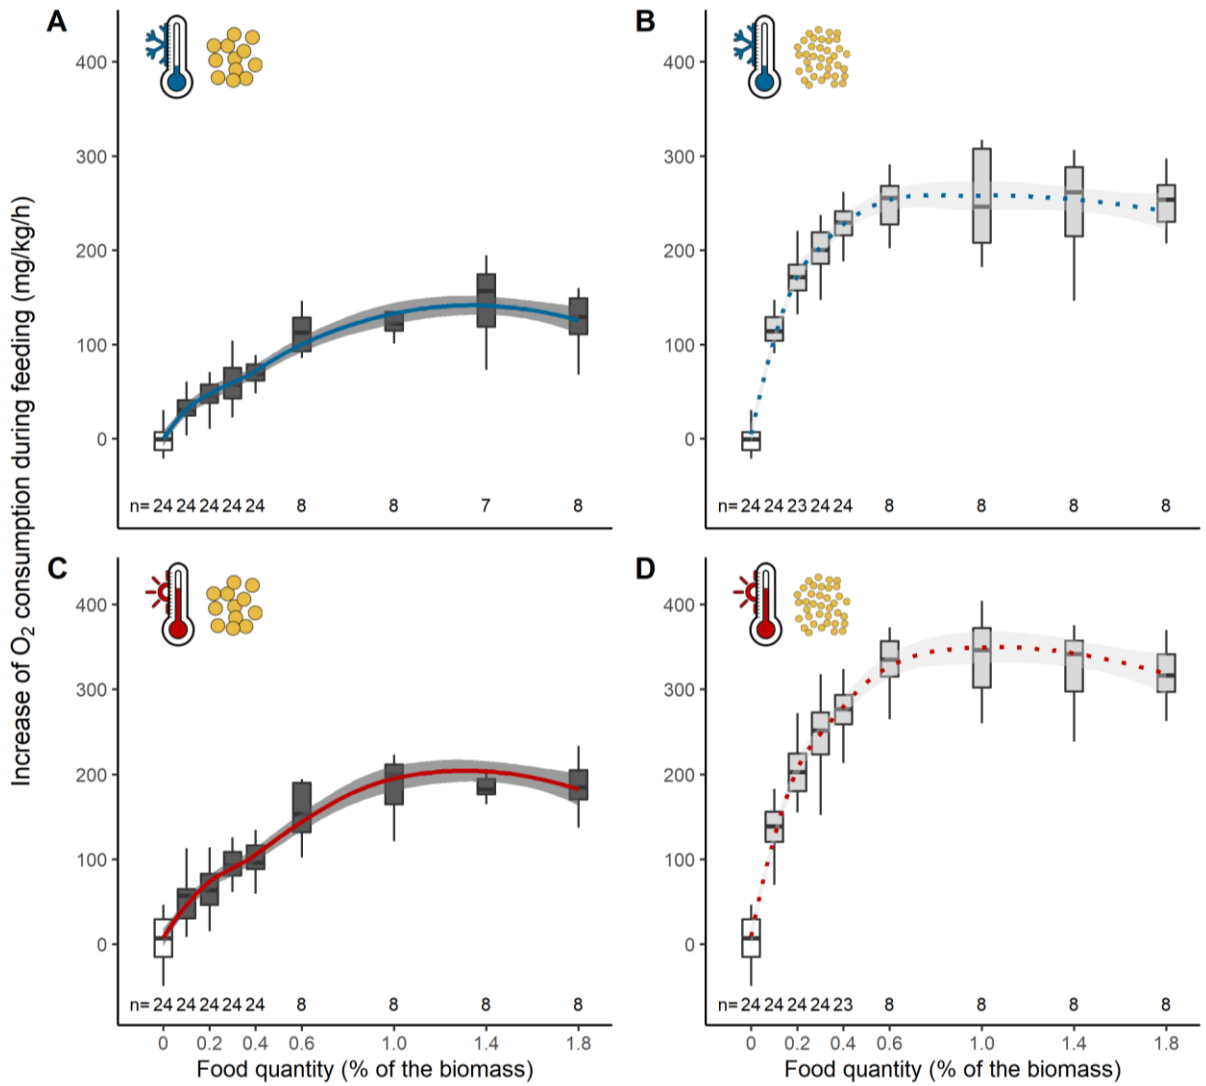 A
B
400
300
200
100
0
n= 24 24 24 24 24 8 8 7 8
400
300
200
100
0
n= 24 24 23 24 24 8 8 8 8
Increase of O₂ consumption during feeding (mg/kg/h)
C
D
400
300
200
100
0
n= 24 24 24 24 24 8 8 8 8
0 0.2 0.4 0.6 1.0 1.4 1.8
Food quantity (% of the biomass)
400
300
200
100
0
n= 24 24 24 24 23 8 8 8 8
0 0.2 0.4 0.6 1.0 1.4 1.8
Food quantity (% of the biomass)